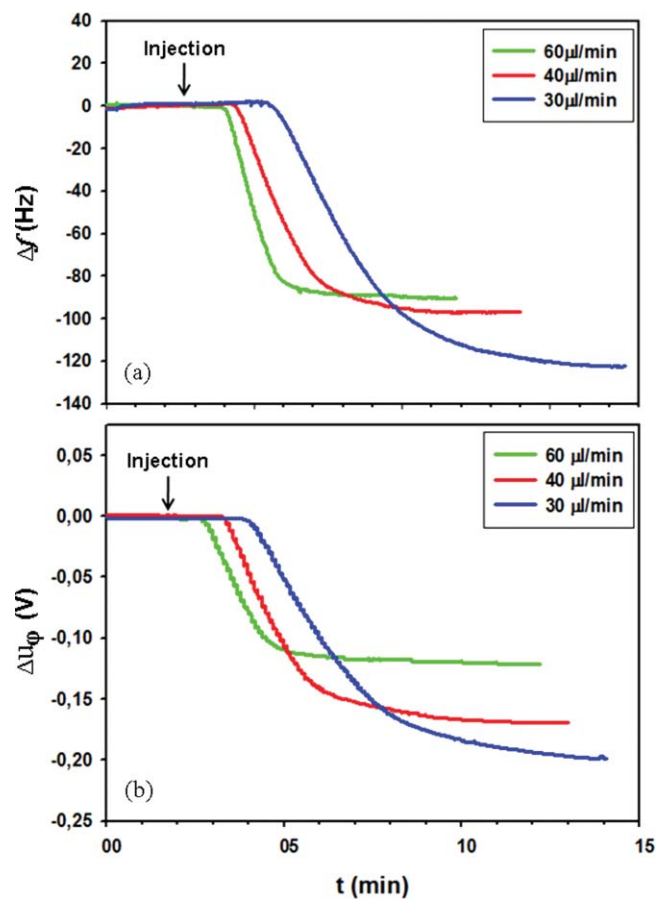 40
20
0
-20
-40
-60
-80
-100
-120
-140
Δf (Hz)
Injection
60μl/min
40μl/min
30μl/min
(a)
0,05
0,00
-0,05
-0,10
-0,15
-0,20
-0,25
Δuφ (V)
Injection
60 μl/min
40 μl/min
30 μl/min
(b)
00
05
10
15
t (min)